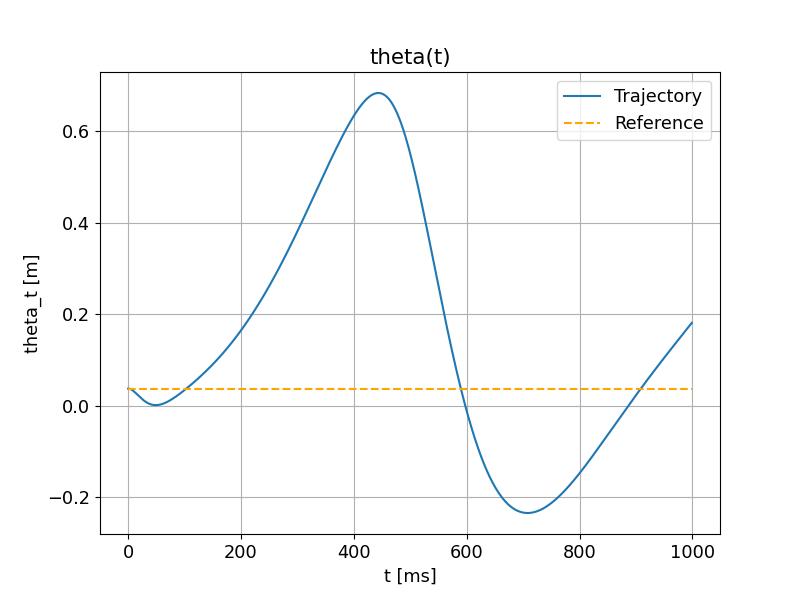 theta(t)
Trajectory
Reference
theta_t [m]
0.6
0.4
0.2
0.0
−0.2
0 200 400 600 800 1000
t [ms]